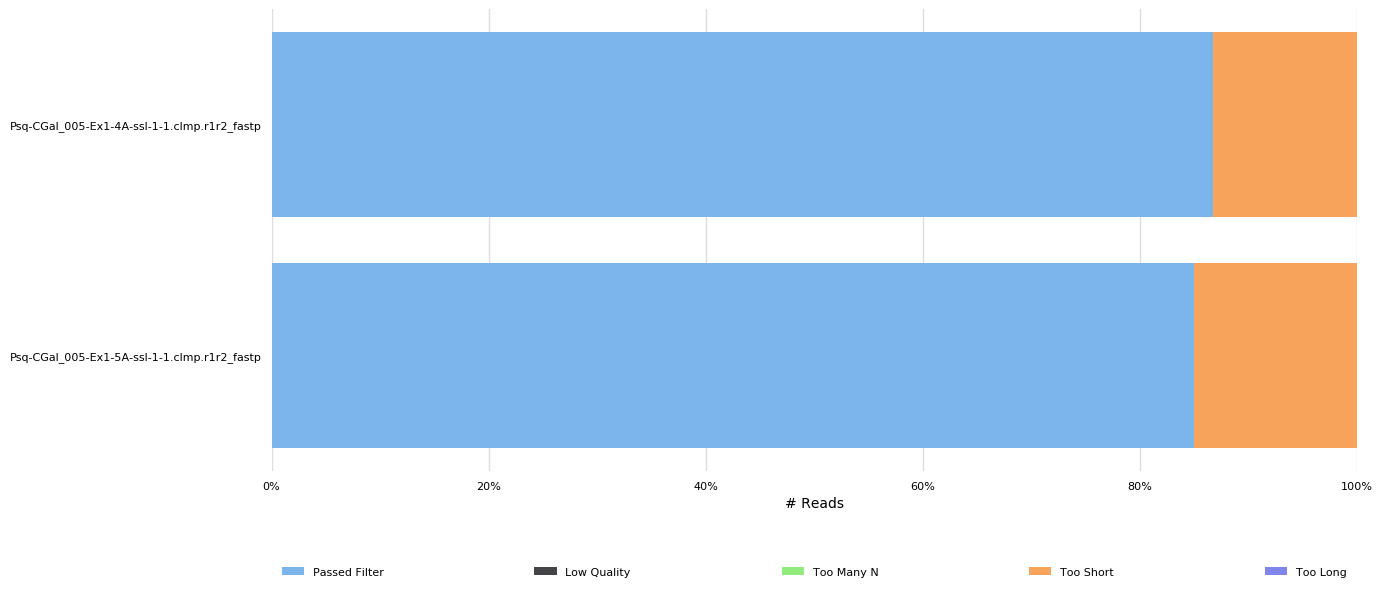 Psq-CGal_005-Ex1-4A-ssl-1-1.clmp.r1r2_fastp
Psq-CGal_005-Ex1-5A-ssl-1-1.clmp.r1r2_fastp
0% 20% 40% 60% 80% 100%
# Reads
Passed Filter Low Quality Too Many N Too Short Too Long